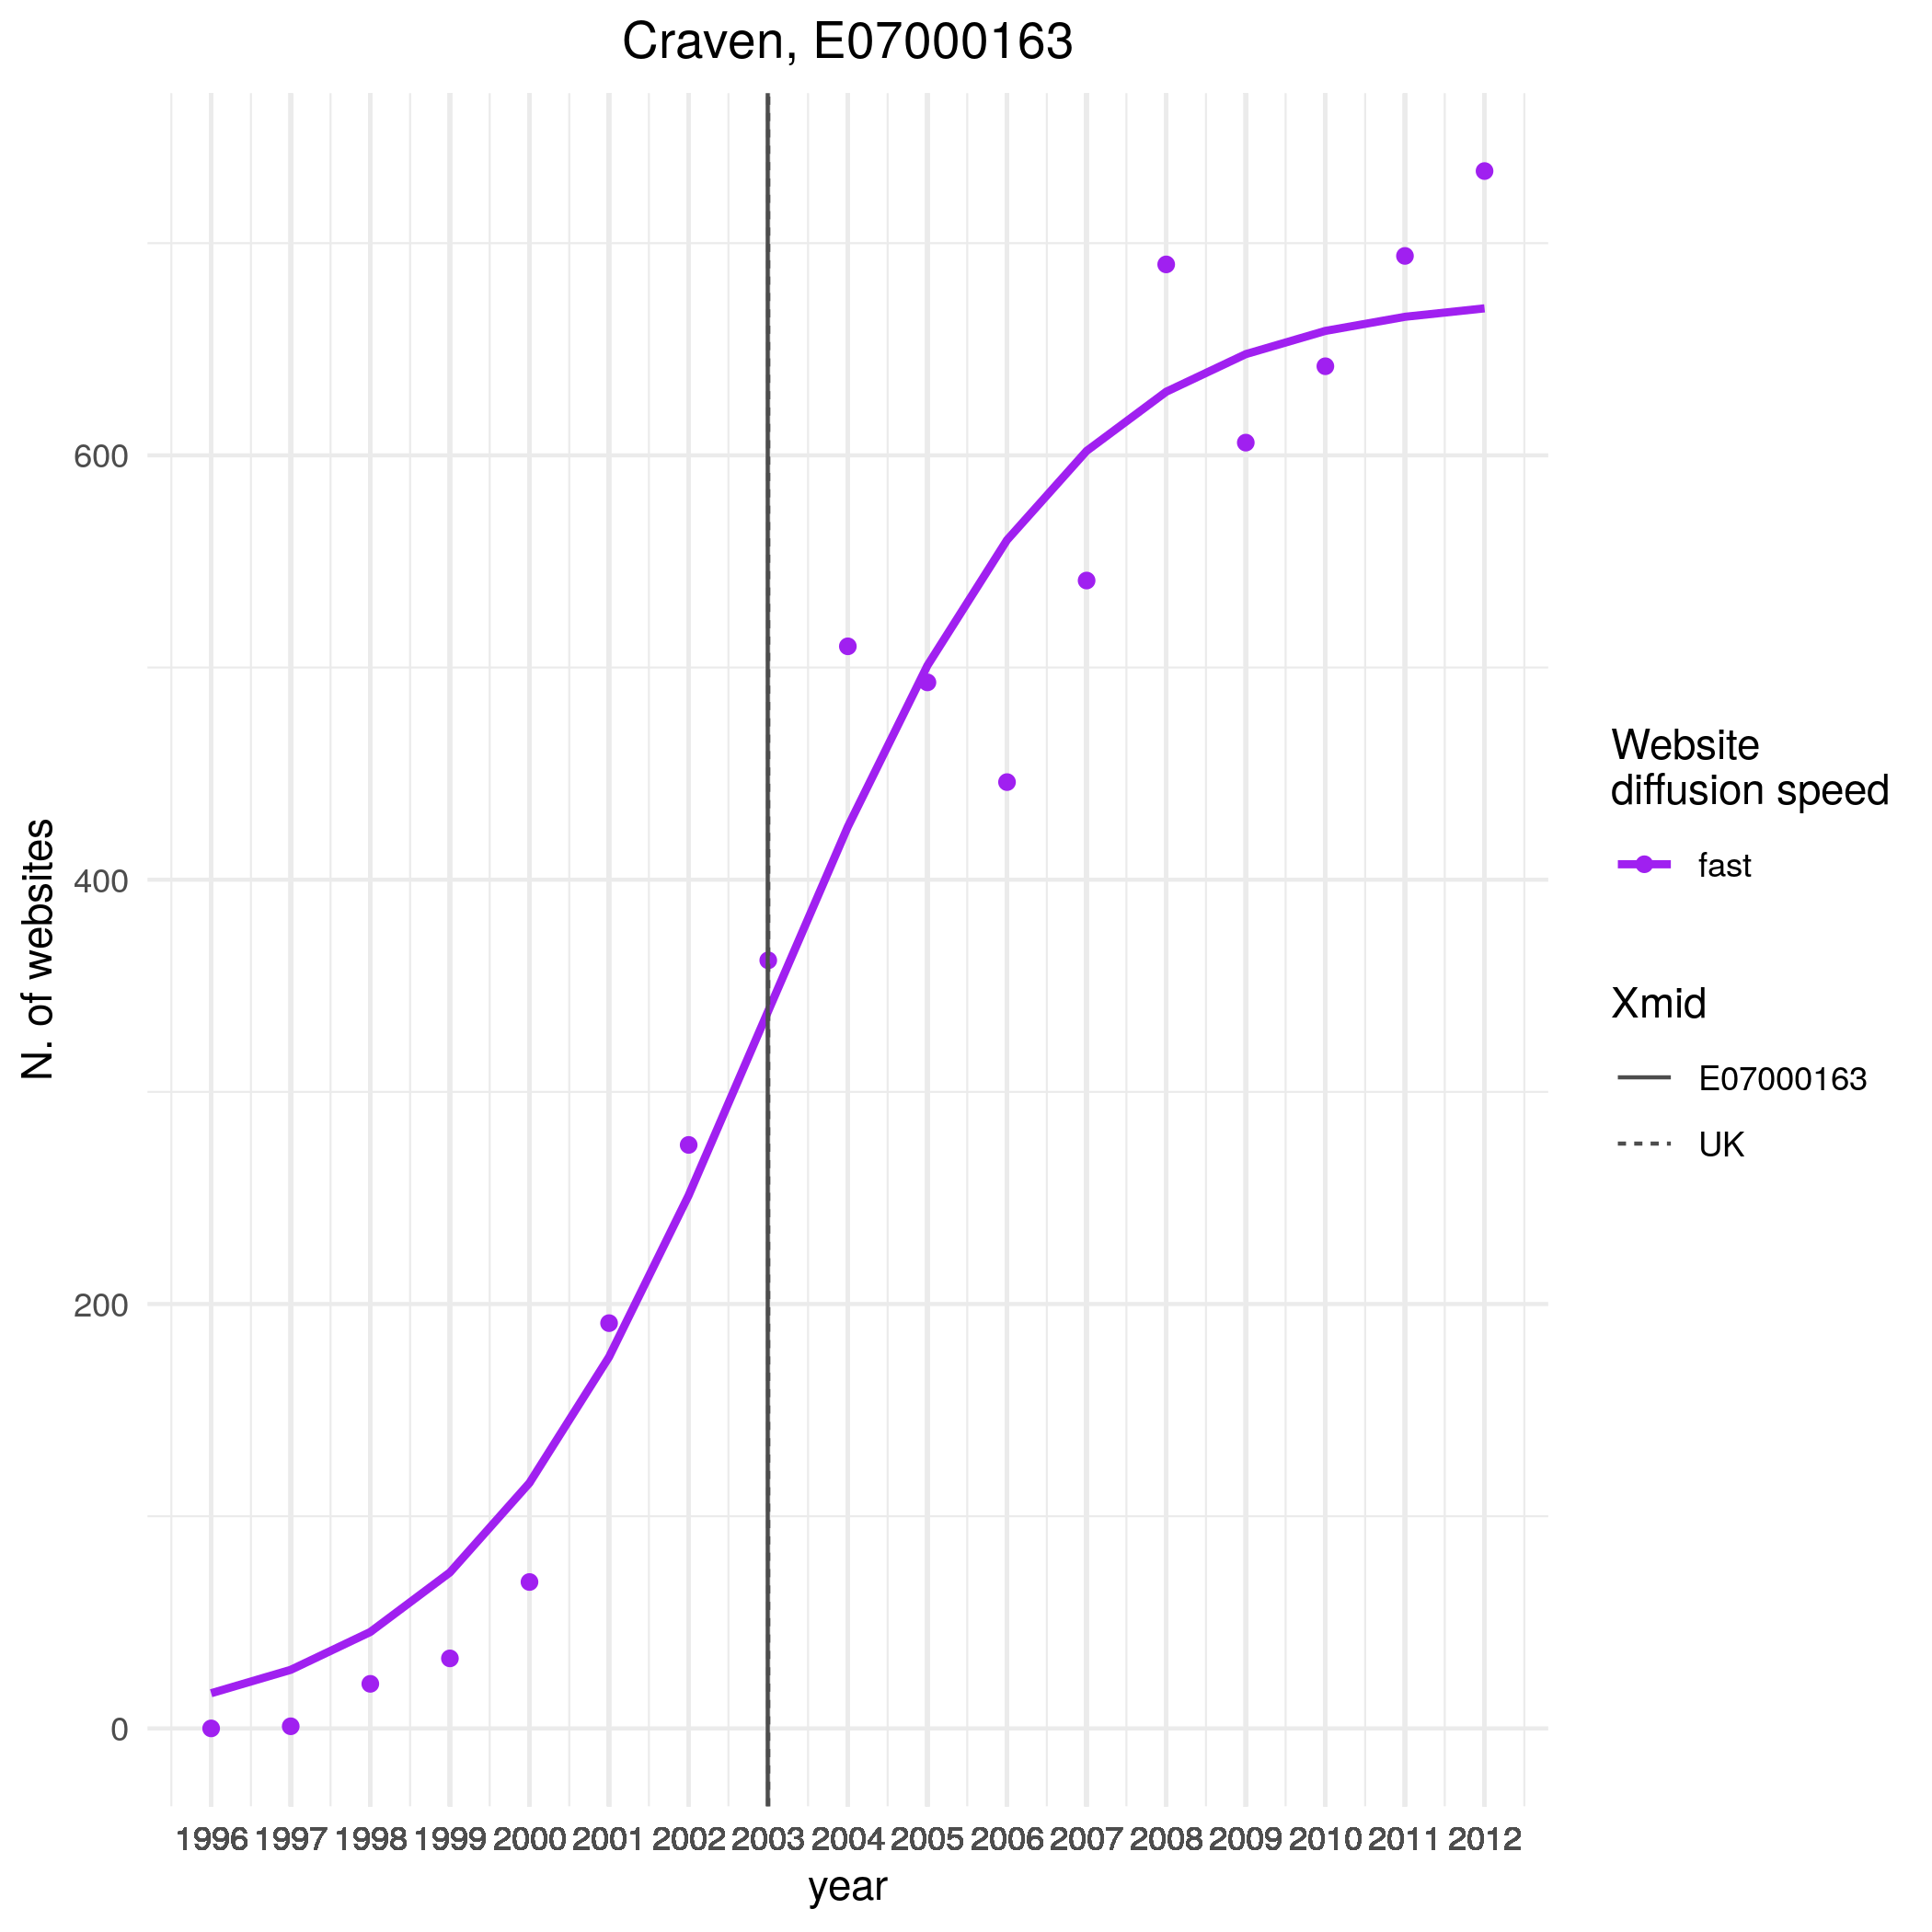 Craven, E07000163
N. of websites
600
400
200
0
1996 1997 1998 1999 2000 2001 2002 2003 2004 2005 2006 2007 2008 2009 2010 2011 2012
year
Website
diffusion speed
fast
Xmid
E07000163
UK